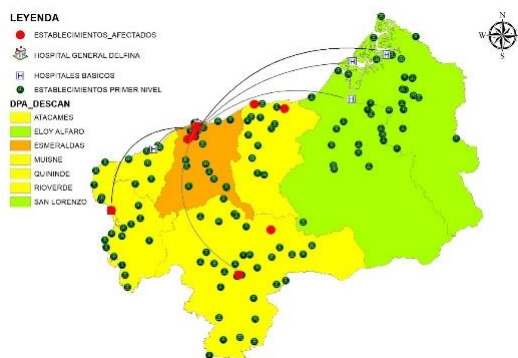 LEYENDA
ESTABLECIMIENTOS_AFECTADOS
HOSPITAL GENERAL DELFINA
HOSPITALES BASICOS
ESTABLECIMIENTOS PRIMER NIVEL
DPA_DESCAN
ATACAMES
ELOY ALFARO
ESMERALDAS
MUISNE
QUININDE
RIOVERDE
SAN LORENZO
N
W
E
S